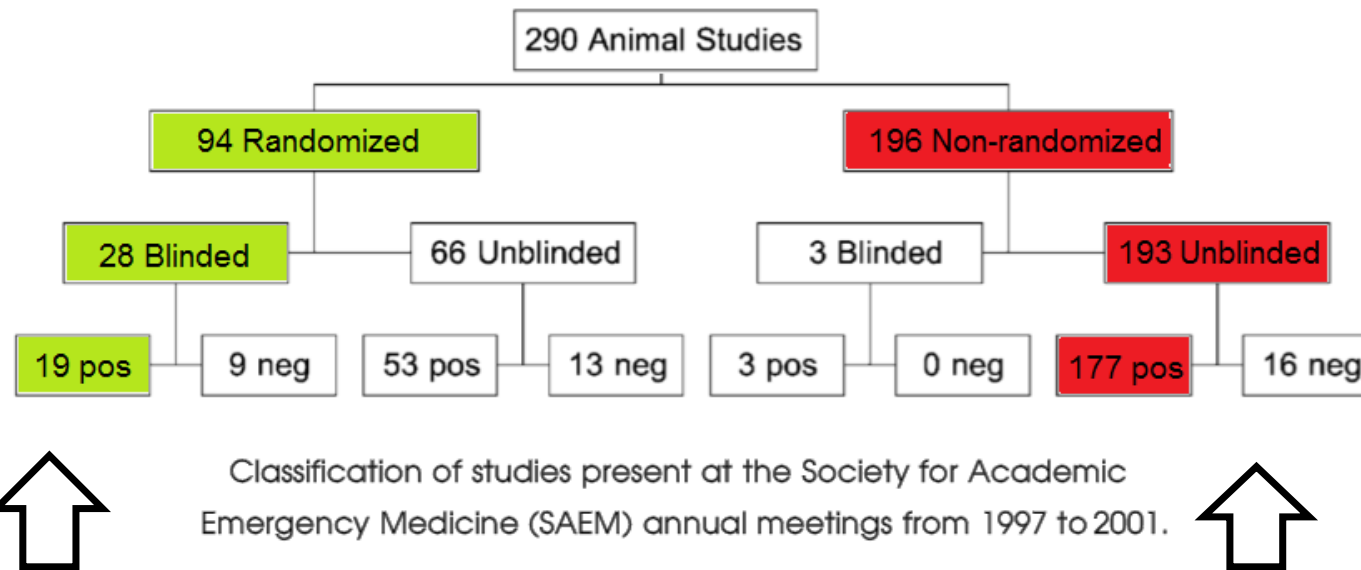 290 Animal Studies
94 Randomized
196 Non-randomized
28 Blinded
66 Unblinded
3 Blinded
193 Unblinded
19 pos
9 neg
53 pos
13 neg
3 pos
0 neg
177 pos
16 neg
Classification of studies present at the Society for Academic
Emergency Medicine (SAEM) annual meetings from 1997 to 2001.